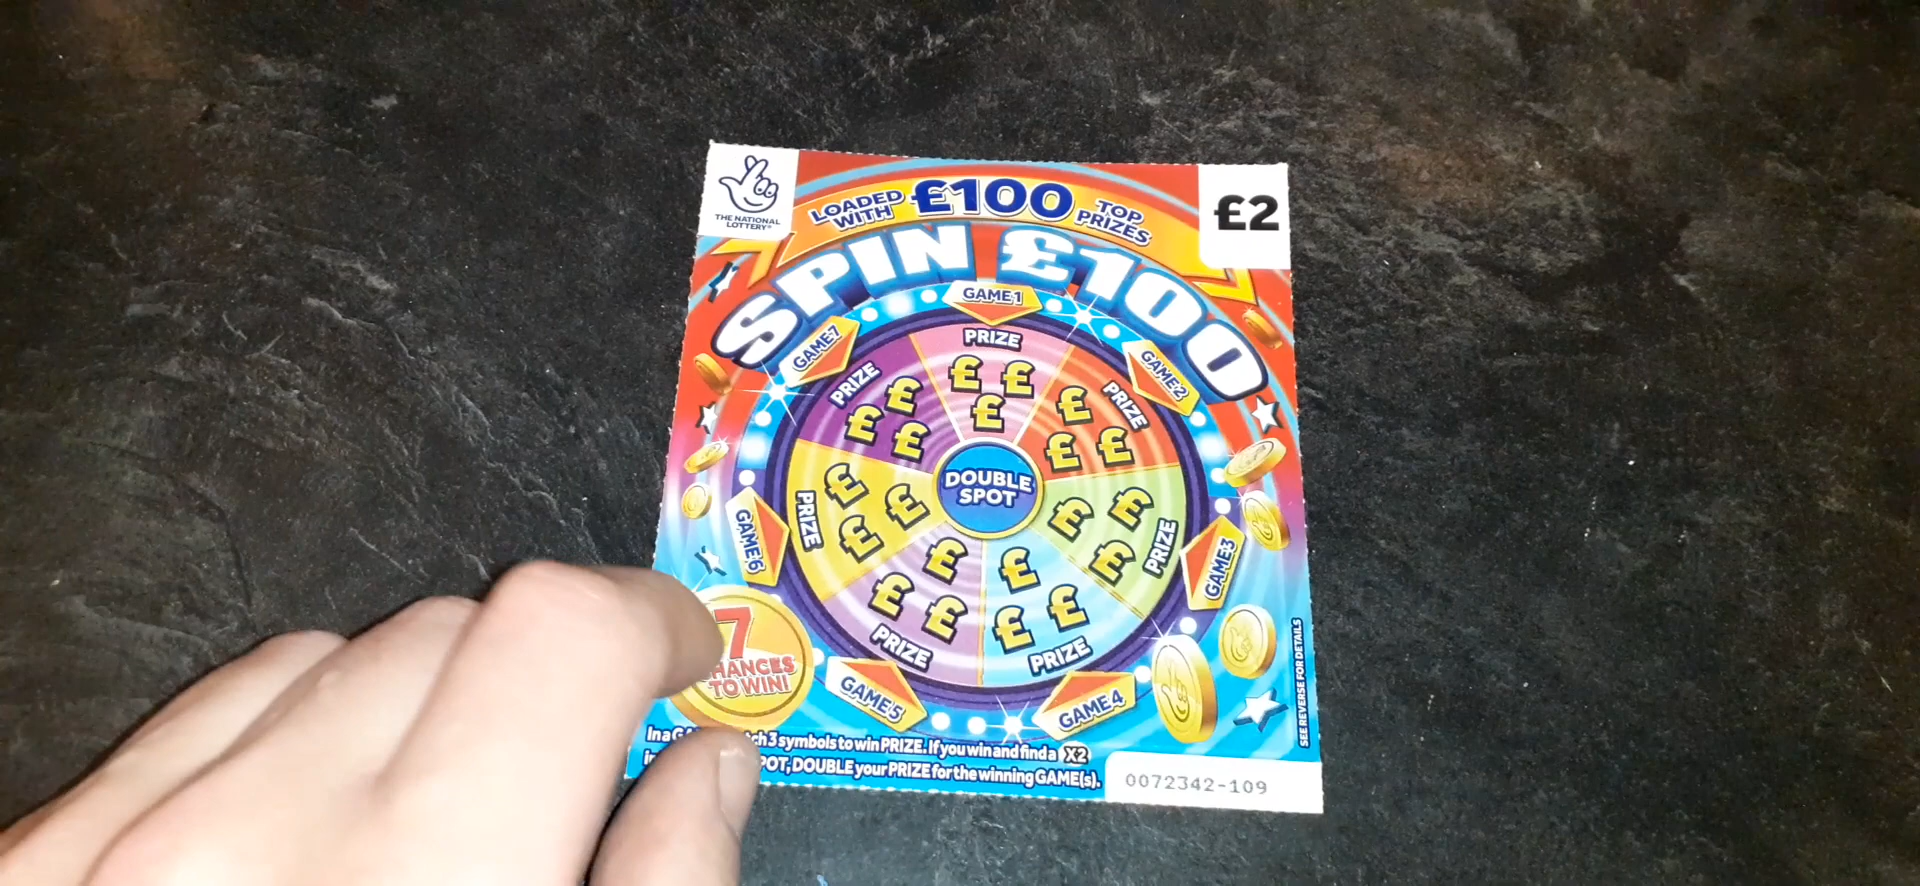 THE NATIONAL
LOTTERY®
LOADED
WITH
£100
TOP
PRIZES
£2
SPIN £100
GAME 1
PRIZE
£ £
£
GAME 2
PRIZE
£
£ £
GAME 3
PRIZE
£ £
£
GAME 4
PRIZE
£
£ £
GAME 5
PRIZE
£
£ £
GAME 6
PRIZE
£
£ £
GAME 7
PRIZE
£
£ £
DOUBLE
SPOT
7
TO WIN!
In a 3 symbols to win PRIZE. If you win and find a X2
DOUBLE your PRIZE for the winning GAME(s).
0072342-109
SEE REVERSE FOR DETAILS